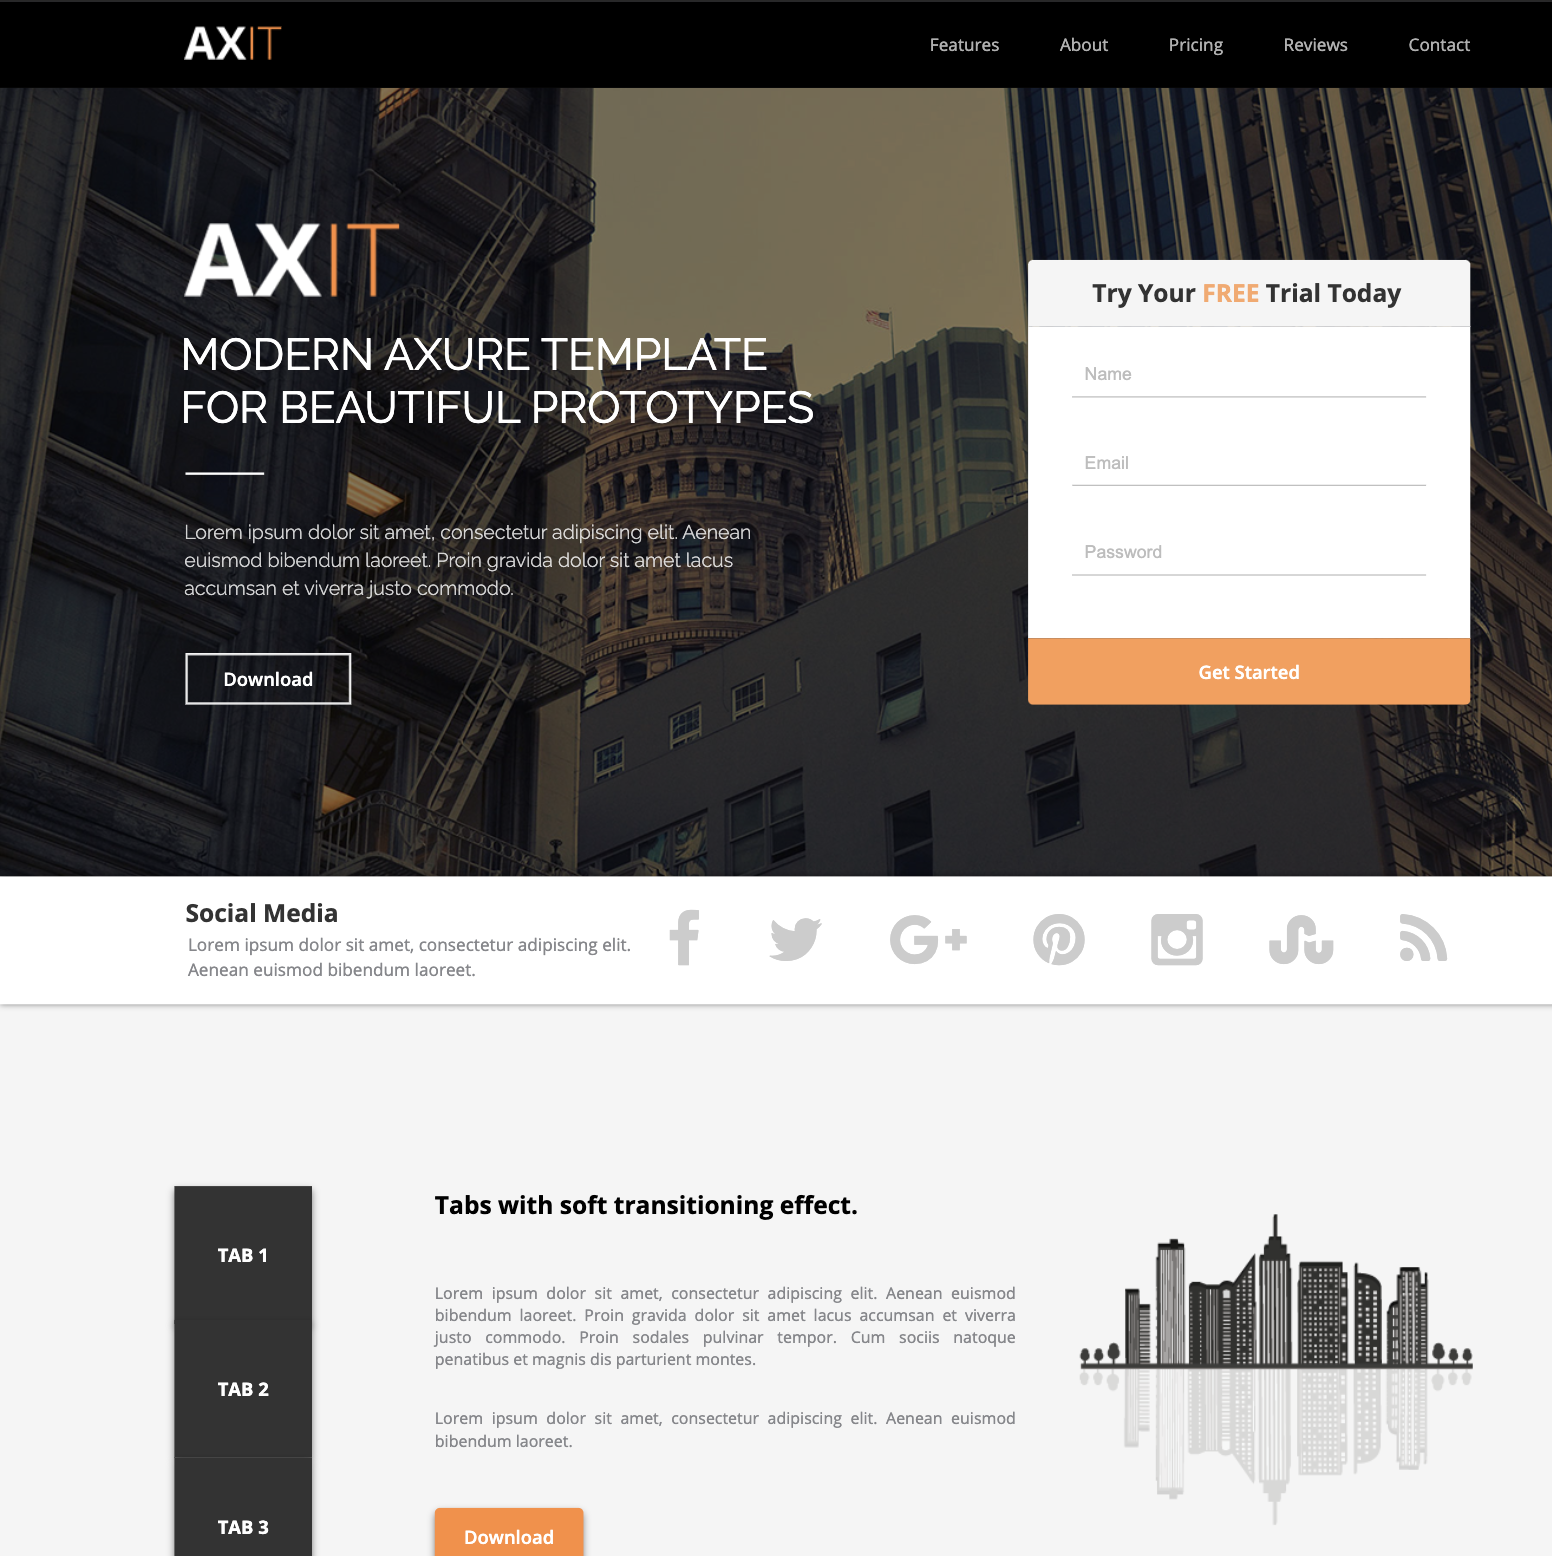 AXIT
Features
About
Pricing
Reviews
Contact
AXIT
MODERN AXURE TEMPLATE
FOR BEAUTIFUL PROTOTYPES
Lorem ipsum dolor sit amet, consectetur adipiscing elit. Aenean
euismod bibendum laoreet. Proin gravida dolor sit amet lacus
accumsan et viverra justo commodo.
Download
Try Your FREE Trial Today
Name
Email
Password
Get Started
Social Media
Lorem ipsum dolor sit amet, consectetur adipiscing elit.
Aenean euismod bibendum laoreet.
TAB 1
TAB 2
TAB 3
Tabs with soft transitioning effect.
Lorem ipsum dolor sit amet, consectetur adipiscing elit. Aenean euismod
bibendum laoreet. Proin gravida dolor sit amet lacus accumsan et viverra
justo commodo. Proin sodales pulvinar tempor. Cum sociis natoque
penatibus et magnis dis parturient montes.
Lorem ipsum dolor sit amet, consectetur adipiscing elit. Aenean euismod
bibendum laoreet.
Download